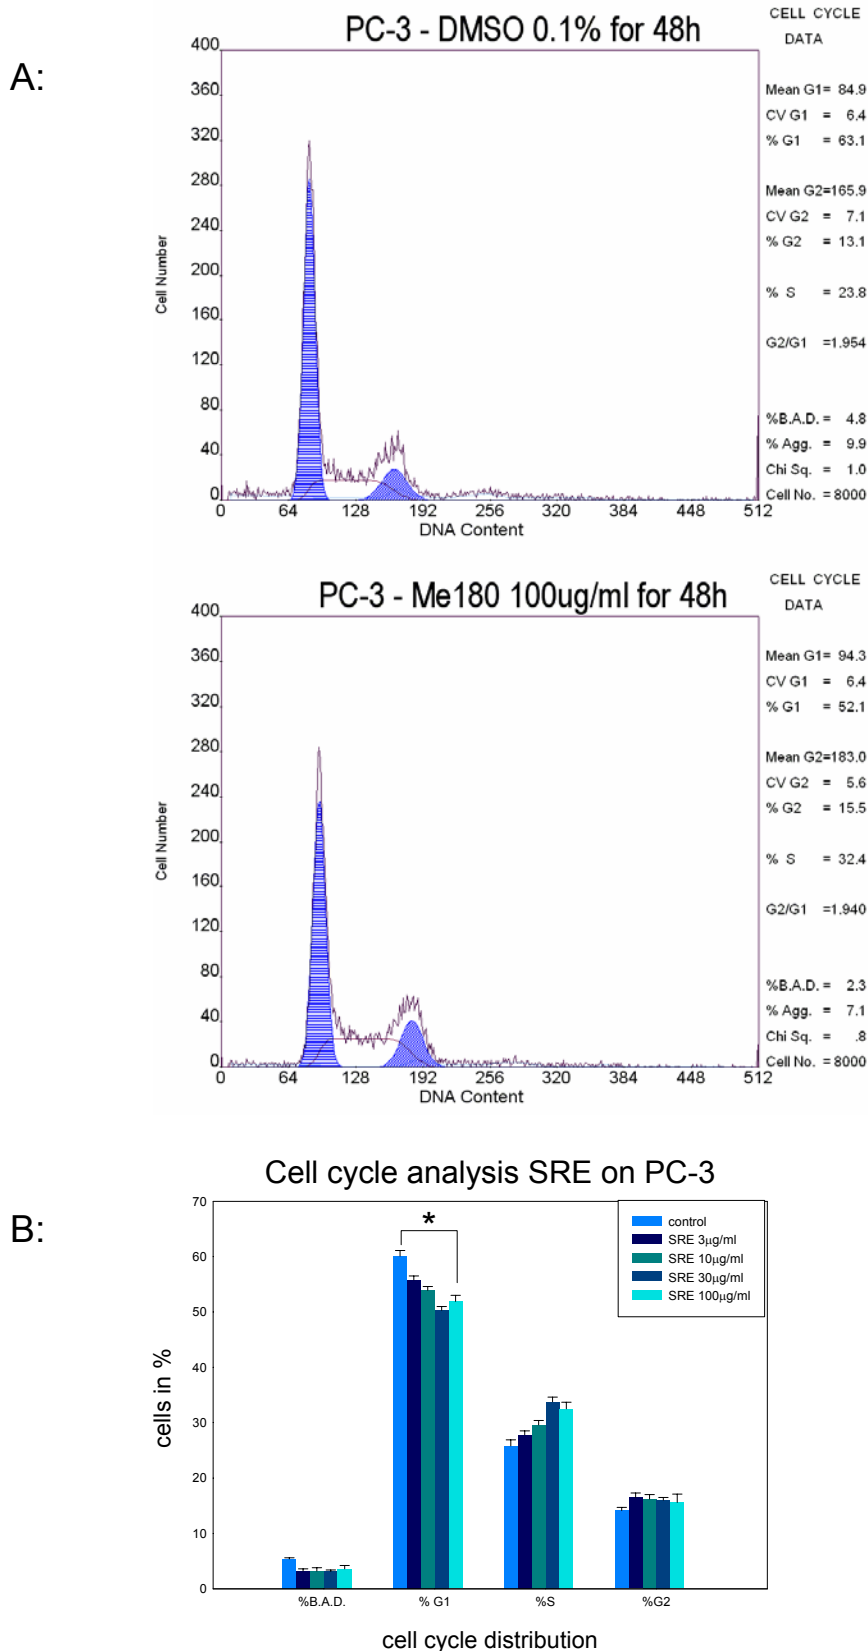 A:
PC-3 - DMSO 0.1% for 48h
CELL CYCLE
DATA
Mean G1= 84.9
CV G1 = 6.4
% G1 = 63.1
Mean G2=165.9
CV G2 = 7.1
% G2 = 13.1
% S = 23.8
G2/G1 =1.954
%B.A.D. = 4.8
% Agg. = 9.9
Chi Sq. = 1.0
Cell No. = 8000
400
360
320
280
240
200
160
120
80
40
0
Cell Number
0 64 128 192 256 320 384 448 512
DNA Content
PC-3 - Me180 100ug/ml for 48h
CELL CYCLE
DATA
Mean G1= 94.3
CV G1 = 6.4
% G1 = 52.1
Mean G2=183.0
CV G2 = 5.6
% G2 = 15.5
% S = 32.4
G2/G1 =1.940
%B.A.D. = 2.3
% Agg. = 7.1
Chi Sq. = .8
Cell No. = 8000
400
360
320
280
240
200
160
120
80
40
0
Cell Number
0 64 128 192 256 320 384 448 512
DNA Content
B:
Cell cycle analysis SRE on PC-3
70
60
50
40
30
20
10
0
cells in %
*
control
SRE 3µg/ml
SRE 10µg/ml
SRE 30µg/ml
SRE 100µg/ml
%B.A.D. % G1 %S %G2
cell cycle distribution